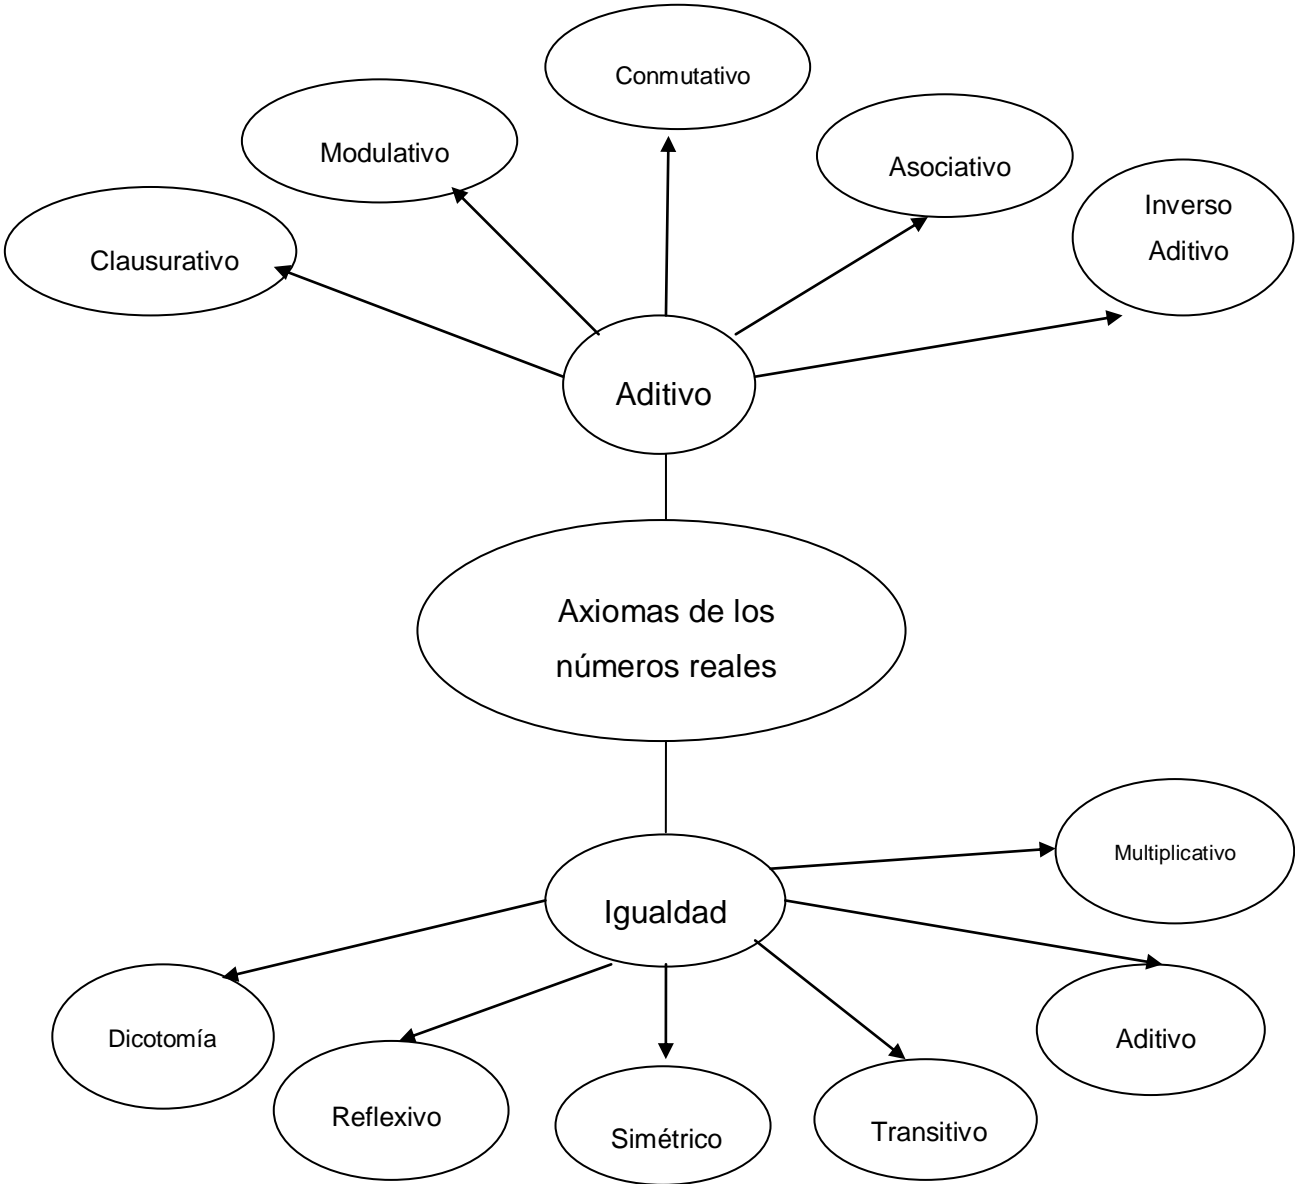 Conmutativo
Modulativo
Asociativo
Inverso
Aditivo
Clausurativo
Aditivo
Axiomas de los
números reales
Multiplicativo
Igualdad
Dicotomía
Aditivo
Reflexivo
Simétrico
Transitivo